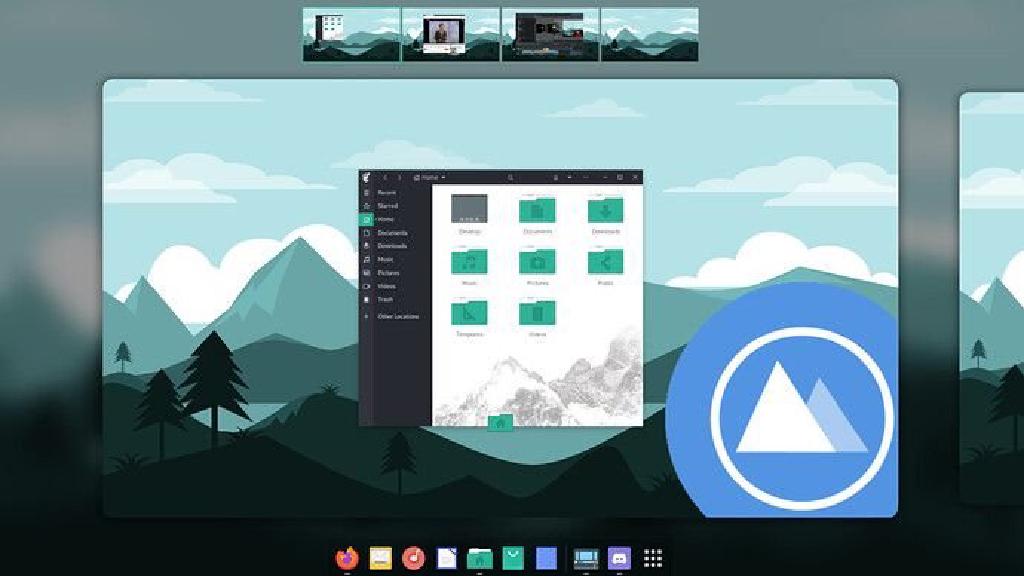 Home
Recent
Starred
Home
Documents
Downloads
Music
Pictures
Videos
Trash
Other Locations
Desktop
Documents
Downloads
Music
Pictures
Public
Templates
Videos